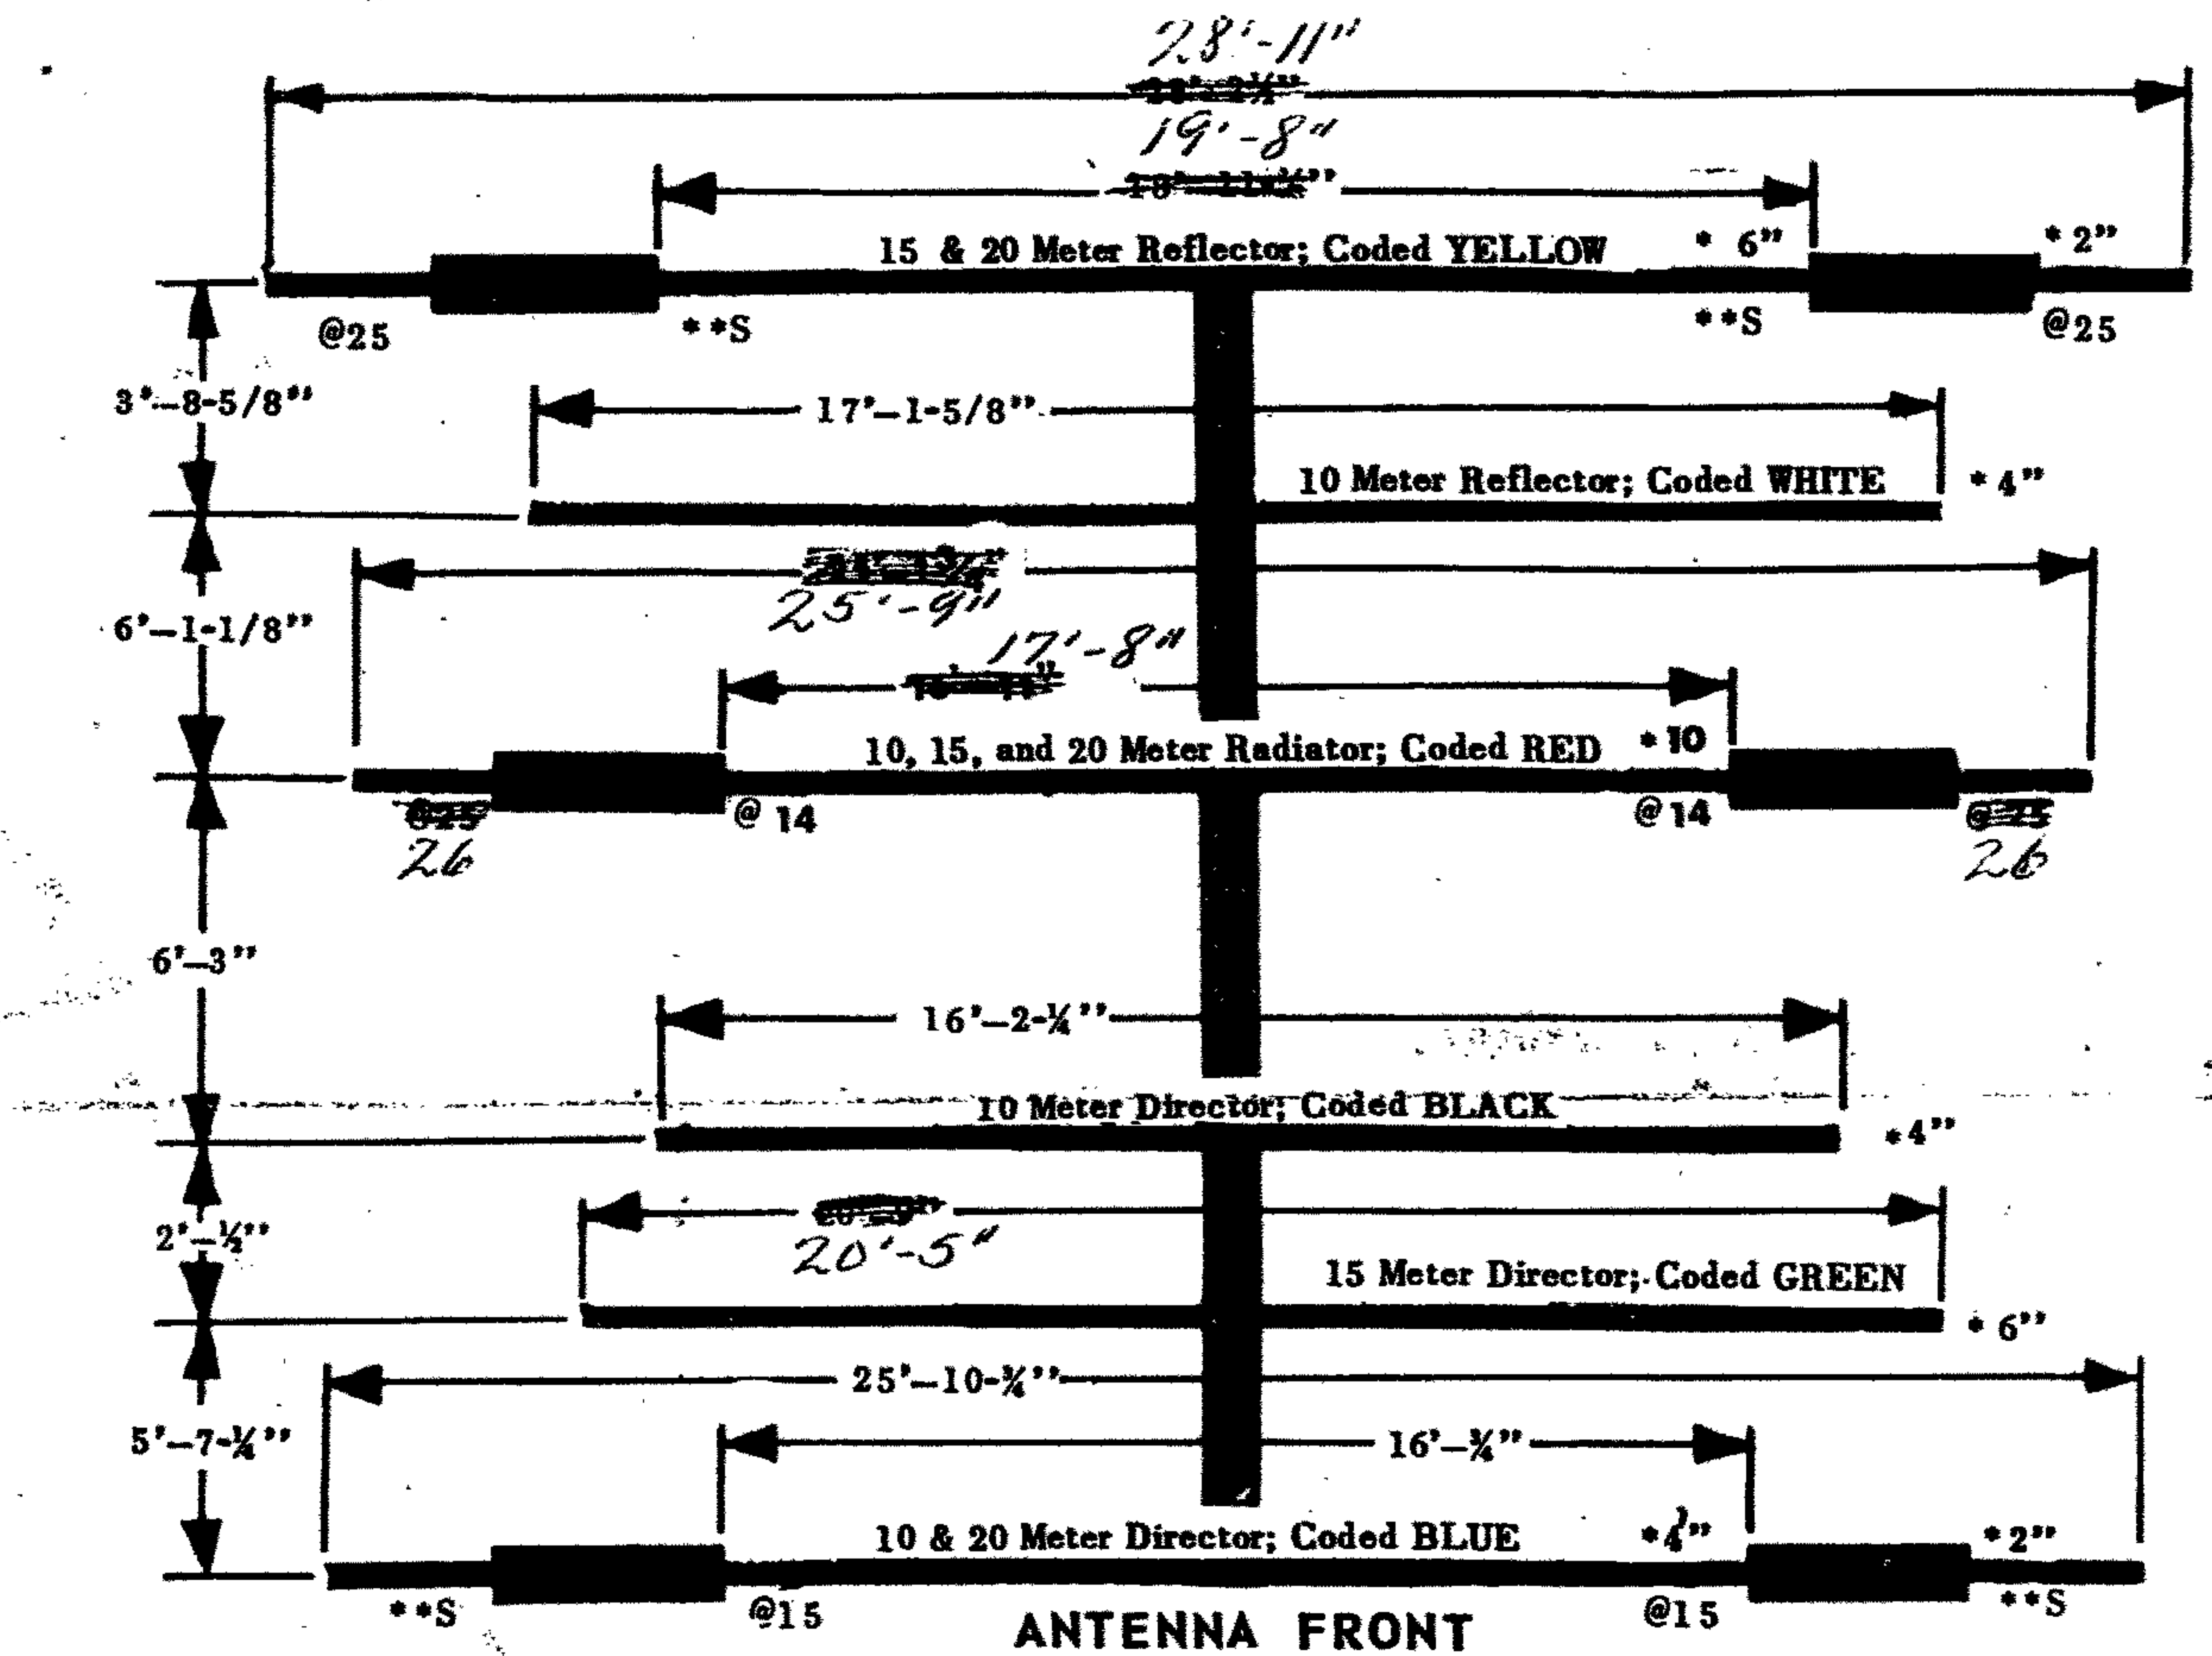 28'-11"
19'-8"
15 & 20 Meter Reflector; Coded YELLOW * 6" * 2"
@25 **S **S @25
3'-8-5/8"
17'-1-5/8"
10 Meter Reflector; Coded WHITE * 4"
25'-9"
6'-1-1/8"
17'-8"
10, 15, and 20 Meter Radiator; Coded RED *10
@25 @ 14 @14 @ 25
26 26
6'-3"
16'-2-¼"
10 Meter Director; Coded BLACK *4"
2'-½"
20'-5"
15 Meter Director; Coded GREEN * 6"
25'-10-¾"
5'-7-¼"
16'-¾"
10 & 20 Meter Director; Coded BLUE *4" *2"
**S @15 @15 **S
ANTENNA FRONT